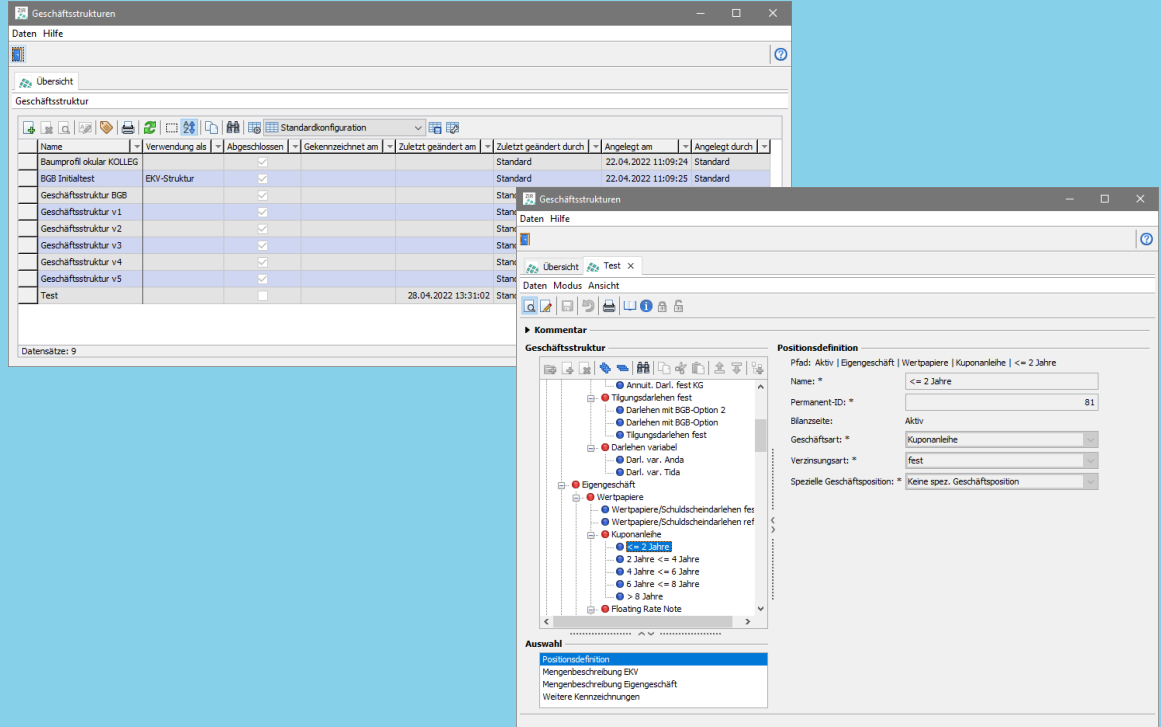 Geschäftsstrukturen
Daten Hilfe
Übersicht
Geschäftsstruktur
Standardkonfiguration
Name Verwendung als Abgeschlossen Gekennzeichnet am Zuletzt geändert am Zuletzt geändert durch Angelegt am Angelegt durch
Baumprofil okular KOLLEG Standard 22.04.2022 11:09:24 Standard
BGB Initialtest EKV-Struktur Standard 22.04.2022 11:09:25 Standard
Geschäftsstruktur BGB
Geschäftsstruktur v1
Geschäftsstruktur v2
Geschäftsstruktur v3
Geschäftsstruktur v4
Geschäftsstruktur v5
Test 28.04.2022 13:31:02
Datensätze: 9
Geschäftsstrukturen
Daten Hilfe
Übersicht Test
Daten Modus Ansicht
Kommentar
Geschäftsstruktur
Annuit. Darl. fest KG
Tilgungsdarlehen fest
Darlehen mit BGB-Option 2
Darlehen mit BGB-Option
Tilgungsdarlehen fest
Darlehen variabel
Darl. var. Anda
Darl. var. Tida
Eigengeschäft
Wertpapiere
Wertpapiere/Schuldscheindarlehen fes
Wertpapiere/Schuldscheindarlehen ref
Kuponanleihe
<= 2 Jahre
2 Jahre <= 4 Jahre
4 Jahre <= 6 Jahre
6 Jahre <= 8 Jahre
> 8 Jahre
Floating Rate Note
Auswahl
Positionsdefinition
Mengenbeschreibung EKV
Mengenbeschreibung Eigengeschäft
Weitere Kennzeichnungen
Positionsdefinition
Pfad: Aktiv | Eigengeschäft | Wertpapiere | Kuponanleihe | <= 2 Jahre
Name: * <= 2 Jahre
Permanent-ID: * 81
Bilanzseite: Aktiv
Geschäftsart: * Kuponanleihe
Verzinsungsart: * fest
Spezielle Geschäftsposition: * Keine spez. Geschäftsposition